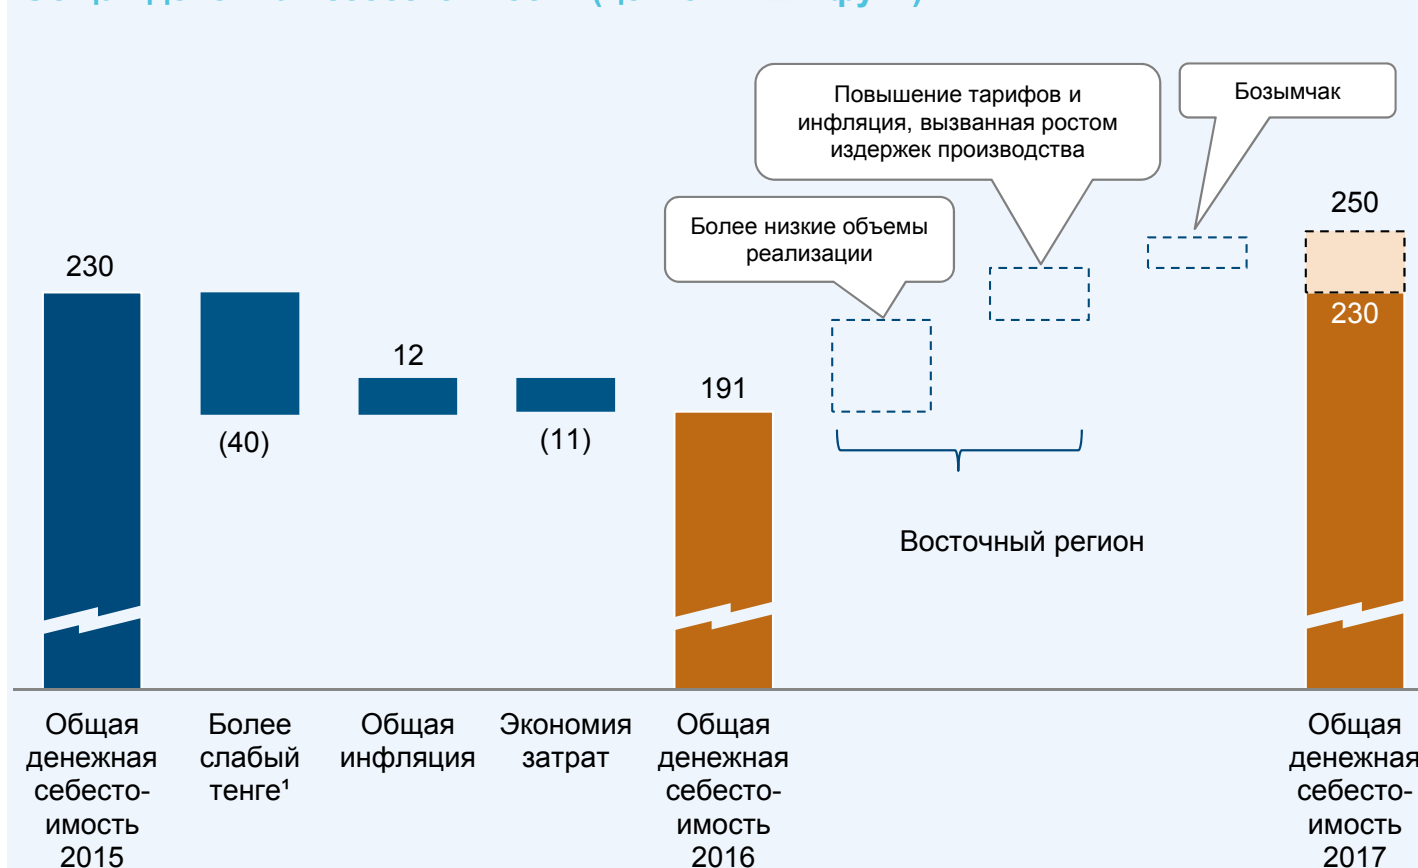 Повышение тарифов и
инфляция, вызванная ростом
издержек производства
Бозымчак
Более низкие объемы
реализации
250
230
230
12
191
(40)
(11)
Восточный регион
Общая
денежная
себесто-
имость
2015
Более
слабый
тенге¹
Общая
инфляция
Экономия
затрат
Общая
денежная
себесто-
имость
2016
Общая
денежная
себесто-
имость
2017